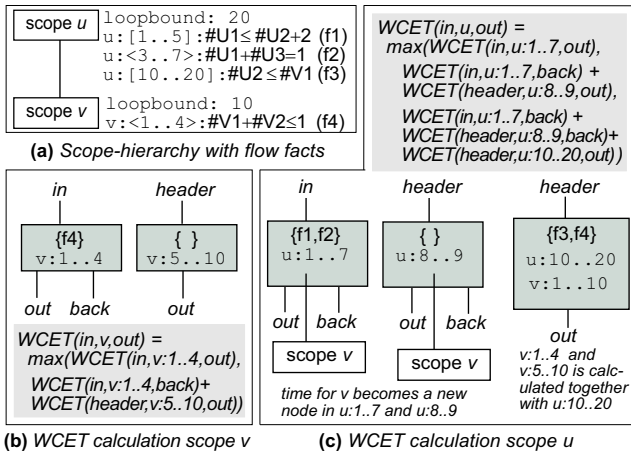 scope u
loopbound: 20
u:[1..5]:#U1≤#U2+2 (f1)
u:<3..7>:#U1+#U3=1 (f2)
u:[10..20]:#U2≤#V1 (f3)
scope v
loopbound: 10
v:<1..4>:#V1+#V2≤1 (f4)
(a) Scope-hierarchy with flow facts
WCET(in,u,out) =
max(WCET(in,u:1..7,out),
WCET(in,u:1..7,back) +
WCET(header,u:8..9,out),
WCET(in,u:1..7,back) +
WCET(header,u:8..9,back)+
WCET(header,u:10..20,out))
in
header
{f4}
v:1..4
{ }
v:5..10
out
back
out
WCET(in,v,out) =
max(WCET(in,v:1..4,out),
WCET(in,v:1..4,back)+
WCET(header,v:5..10,out))
(b) WCET calculation scope v
in
header
header
{f1,f2}
u:1..7
{ }
u:8..9
{f3,f4}
u:10..20
v:1..10
out
back
out
back
out
scope v
scope v
time for v becomes a new
node in u:1..7 and u:8..9
v:1..4 and
v:5..10 is calc-
ulated together
with u:10..20
(c) WCET calculation scope u